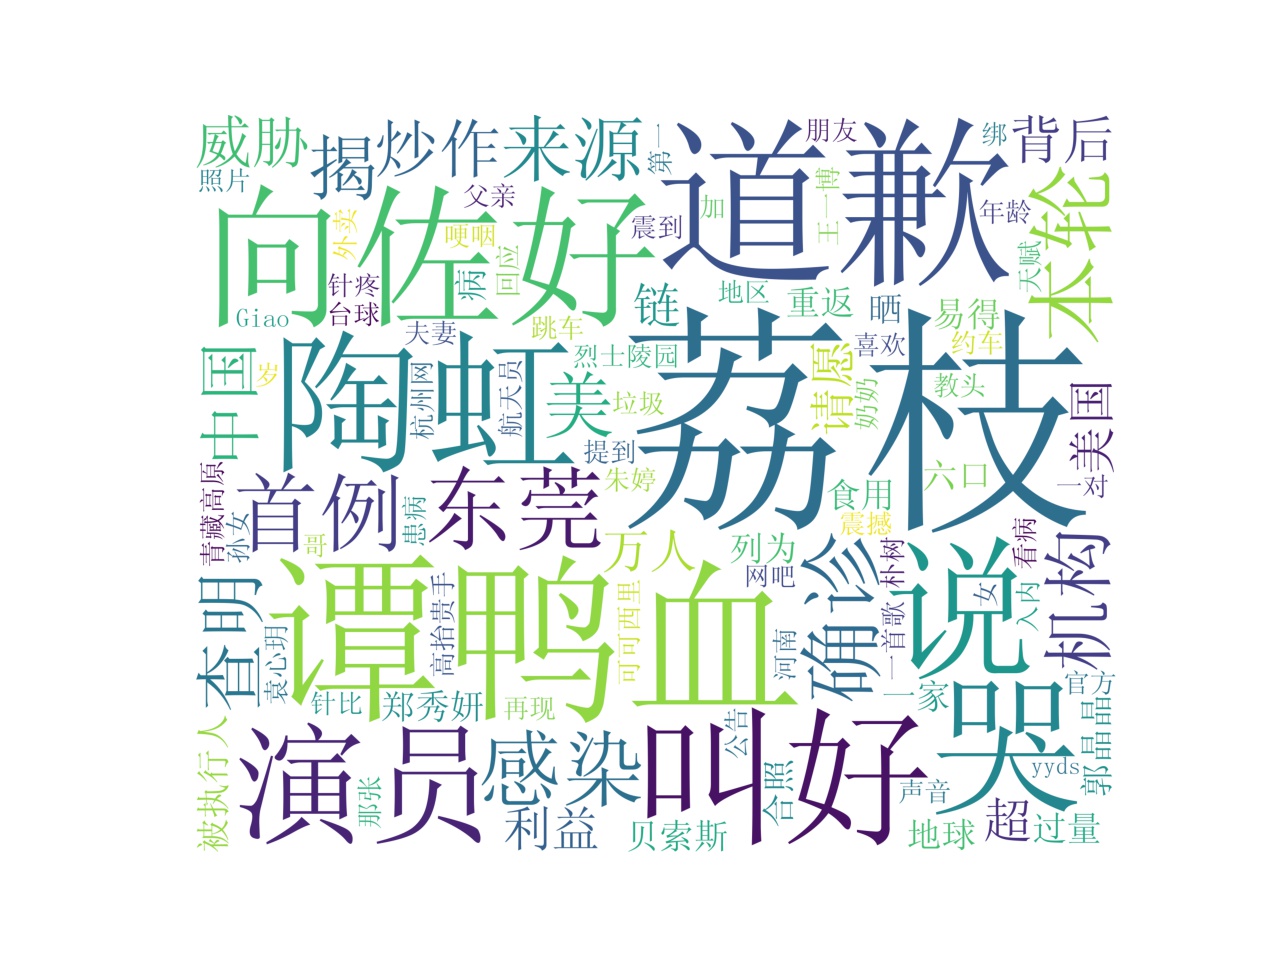 威胁
揭
炒作
来源
道歉
朋友
绑
背后
照片
第一
王一博
本轮
向佐好
父亲
外卖
哽咽
震到
加
年龄
天赋
针疼
病
回应
链
地区
重返
晒
易得
Giao
台球
夫妻
跳车
喜欢
约车
中国
岁
陶虹
杭州网
航天员
美
烈士陵园
垃圾
荔枝
请愿
奶奶
教头
美国
提到
青藏高原
孙女
首例
患病
东莞
朱婷
食用
六口
一对
哥
万人
列为
震撼
查明
袁心玥
谭鸭血
高抬贵手
可可西里
网吧
河南
确诊
朴树
一首歌
说
女
看病
入内
机构
针比
郑秀妍
再现
一家
官方
被执行人
演员
那张
感染
利益
叫好
公告
合照
贝索斯
声音
哭
yyds
郭晶晶
地球
超
过量